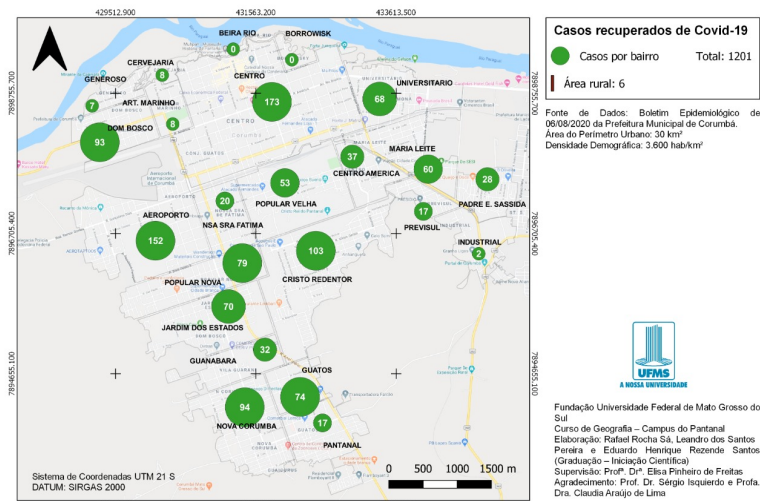 429512.900 431563.200 433613.500
7898755.700
7896705.400
7894655.100
7898755.700
7896705.400
7894655.100
BEIRA RIO
0
BORROWISK
0
CERVEJARIA
8
GENEROSO
7
ART. MARINHO
8
CENTRO
173
UNIVERSITARIO
68
DOM BOSCO
93
MARIA LEITE
60
37
CENTRO AMERICA
53
POPULAR VELHA
28
PADRE E. SASSIDA
20
NSA SRA FATIMA
17
PREVISUL
AEROPORTO
152
INDUSTRIAL
2
79
103
CRISTO REDENTOR
POPULAR NOVA
70
JARDIM DOS ESTADOS
32
GUANABARA
GUATOS
74
94
NOVA CORUMBA
17
PANTANAL
Sistema de Coordenadas UTM 21 S
DATUM: SIRGAS 2000
0 500 1000 1500 m
Casos recuperados de Covid-19
Casos por bairro Total: 1201
Área rural: 6
Fonte de Dados: Boletim Epidemiológico de
06/08/2020 da Prefeitura Municipal de Corumbá.
Área do Perímetro Urbano: 30 km²
Densidade Demográfica: 3.600 hab/km²
UFMS
A NOSSA UNIVERSIDADE
Fundação Universidade Federal de Mato Grosso do
Sul
Curso de Geografia – Campus do Pantanal
Elaboração: Rafael Rocha Sá, Leandro dos Santos
Pereira e Eduardo Henrique Rezende Santos
(Graduação – Iniciação Científica)
Supervisão: Profª. Drª. Elisa Pinheiro de Freitas
Agradecimento: Prof. Dr. Sérgio Isquierdo e Profa.
Dra. Claudia Araújo de Lima